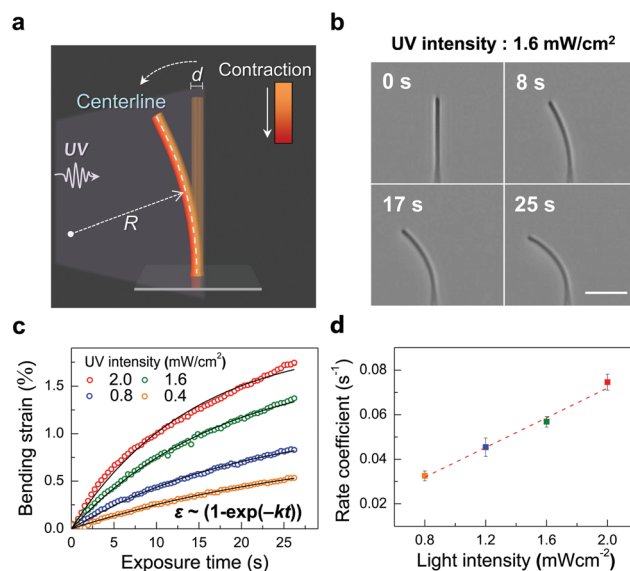 a
d
Contraction
Centerline
UV
R
b
UV intensity : 1.6 mW/cm²
0 s
8 s
17 s
25 s
c
UV intensity (mW/cm²)
2.0 1.6
0.8 0.4
Bending strain (%)
1.5
1.0
0.5
0.0
ε ~ (1-exp(–kt))
0 5 10 15 20 25
Exposure time (s)
d
Rate coefficient (s⁻¹)
0.08
0.06
0.04
0.02
0.8 1.2 1.6 2.0
Light intensity (mWcm⁻²)